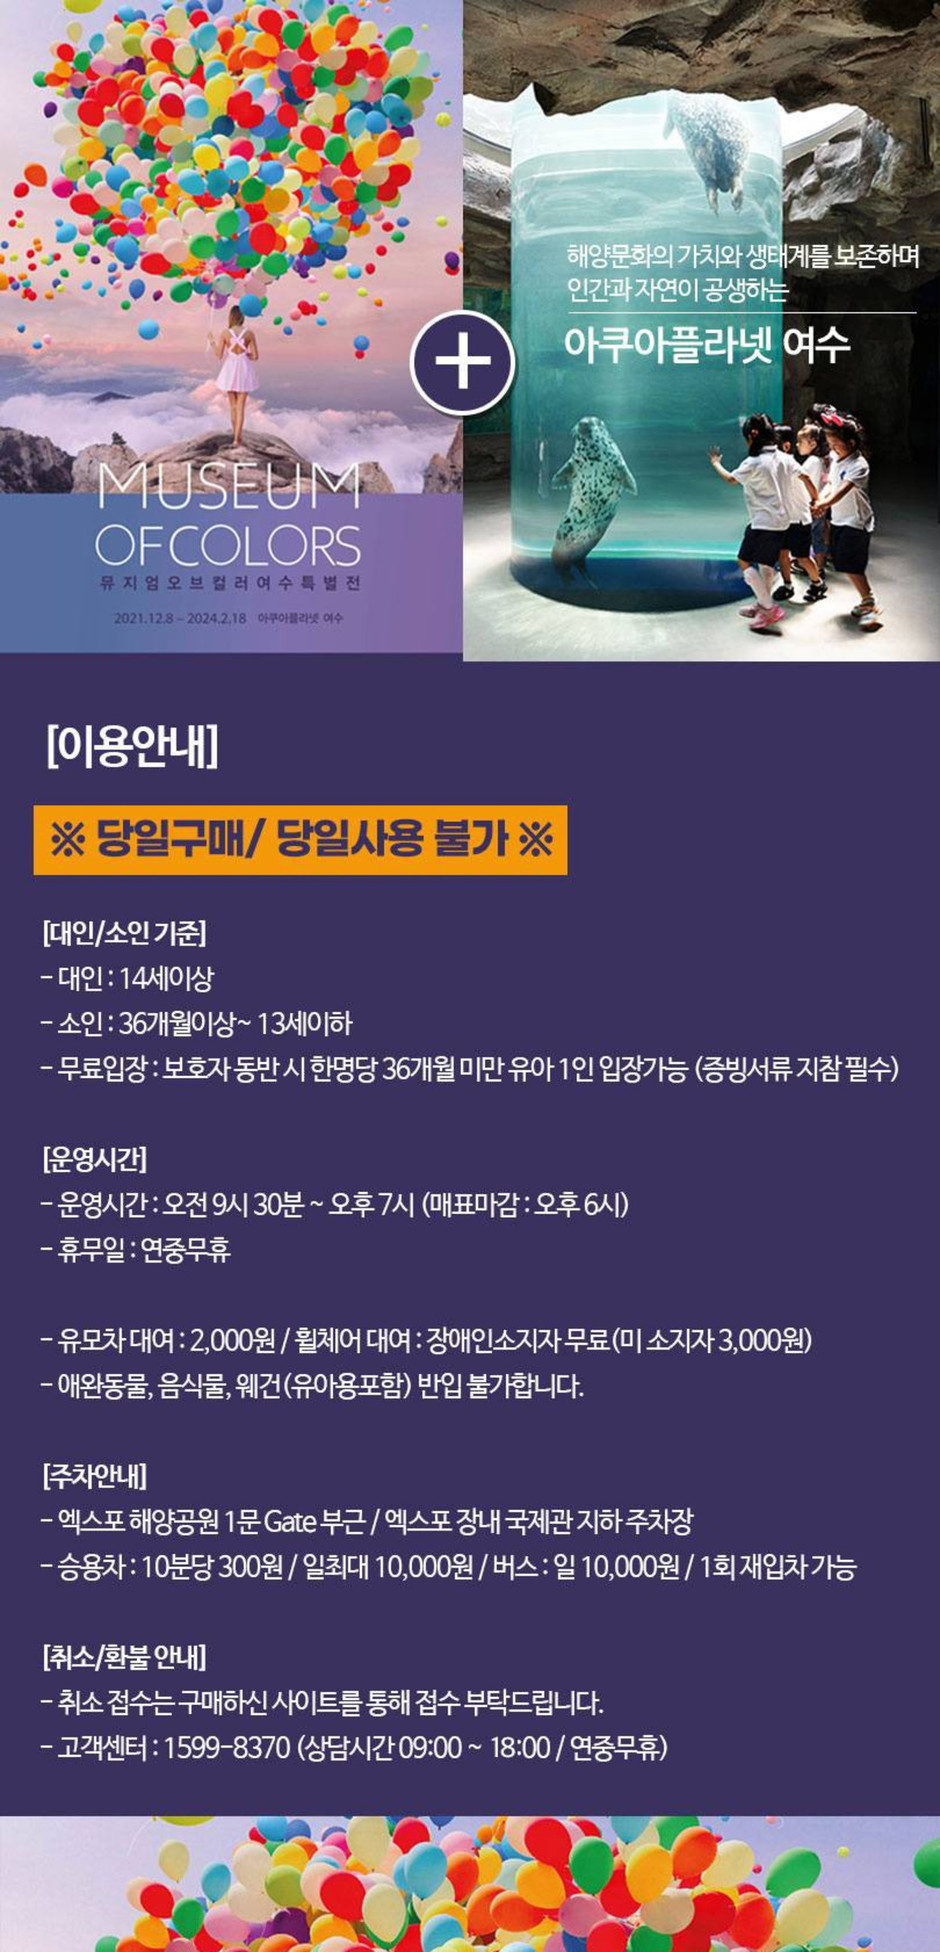 MUSEUM
OF COLORS
뮤지엄오브컬러여수특별전
2021.12.8 – 2024.2.18 아쿠아플라넷 여수
해양문화의 가치와 생태계를 보존하며
인간과 자연이 공생하는
아쿠아플라넷 여수
+
[이용안내]
※ 당일구매/ 당일사용 불가 ※
[대인/소인 기준]
- 대인 : 14세이상
- 소인 : 36개월이상~ 13세이하
- 무료입장 : 보호자 동반 시 한명당 36개월 미만 유아 1인 입장가능 (증빙서류 지참 필수)
[운영시간]
- 운영시간 : 오전 9시 30분 ~ 오후 7시 (매표마감 : 오후 6시)
- 휴무일 : 연중무휴
- 유모차 대여 : 2,000원 / 휠체어 대여 : 장애인소지자 무료(미 소지자 3,000원)
- 애완동물, 음식물, 웨건(유아용포함) 반입 불가합니다.
[주차안내]
- 엑스포 해양공원 1문 Gate 부근 / 엑스포 장내 국제관 지하 주차장
- 승용차 : 10분당 300원 / 일최대 10,000원 / 버스 : 일 10,000원 / 1회 재입차 가능
[취소/환불 안내]
- 취소 접수는 구매하신 사이트를 통해 접수 부탁드립니다.
- 고객센터 : 1599-8370 (상담시간 09:00 ~ 18:00 / 연중무휴)